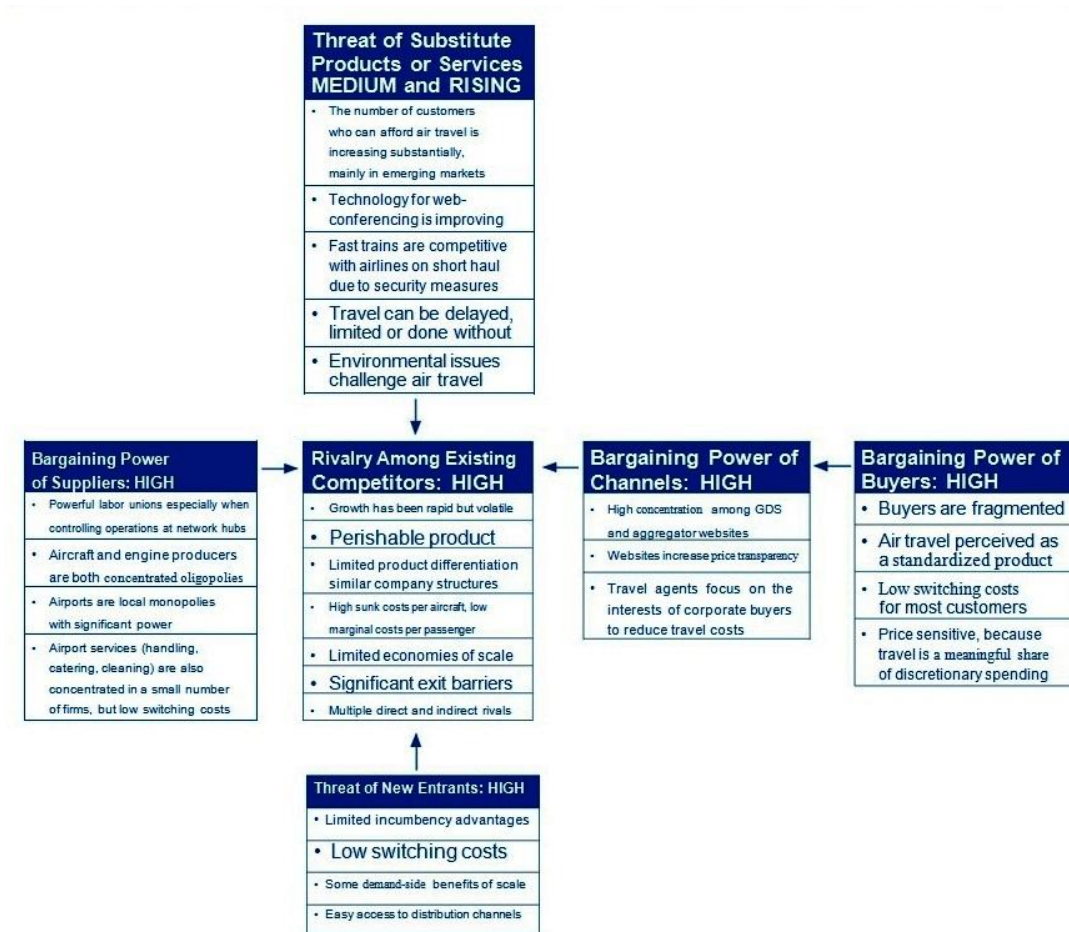 Threat of Substitute
Products or Services
MEDIUM and RISING
• The number of customers
who can afford air travel is
increasing substantially,
mainly in emerging markets
• Technology for web-
conferencing is improving
• Fast trains are competitive
with airlines on short haul
due to security measures
• Travel can be delayed,
limited or done without
• Environmental issues
challenge air travel
Bargaining Power
of Suppliers: HIGH
• Powerful labor unions especially when
controlling operations at network hubs
• Aircraft and engine producers
are both concentrated oligopolies
• Airports are local monopolies
with significant power
• Airport services (handling,
catering, cleaning) are also
concentrated in a small number
of firms, but low switching costs
Rivalry Among Existing
Competitors: HIGH
• Growth has been rapid but volatile
• Perishable product
• Limited product differentiation
similar company structures
• High sunk costs per aircraft, low
marginal costs per passenger
• Limited economies of scale
• Significant exit barriers
• Multiple direct and indirect rivals
Bargaining Power of
Channels: HIGH
• High concentration among GDS
and aggregator websites
• Websites increase price transparency
• Travel agents focus on the
interests of corporate buyers
to reduce travel costs
Bargaining Power of
Buyers: HIGH
• Buyers are fragmented
• Air travel perceived as
a standardized product
• Low switching costs
for most customers
• Price sensitive, because
travel is a meaningful share
of discretionary spending
Threat of New Entrants: HIGH
• Limited incumbency advantages
• Low switching costs
• Some demand-side benefits of scale
• Easy access to distribution channels